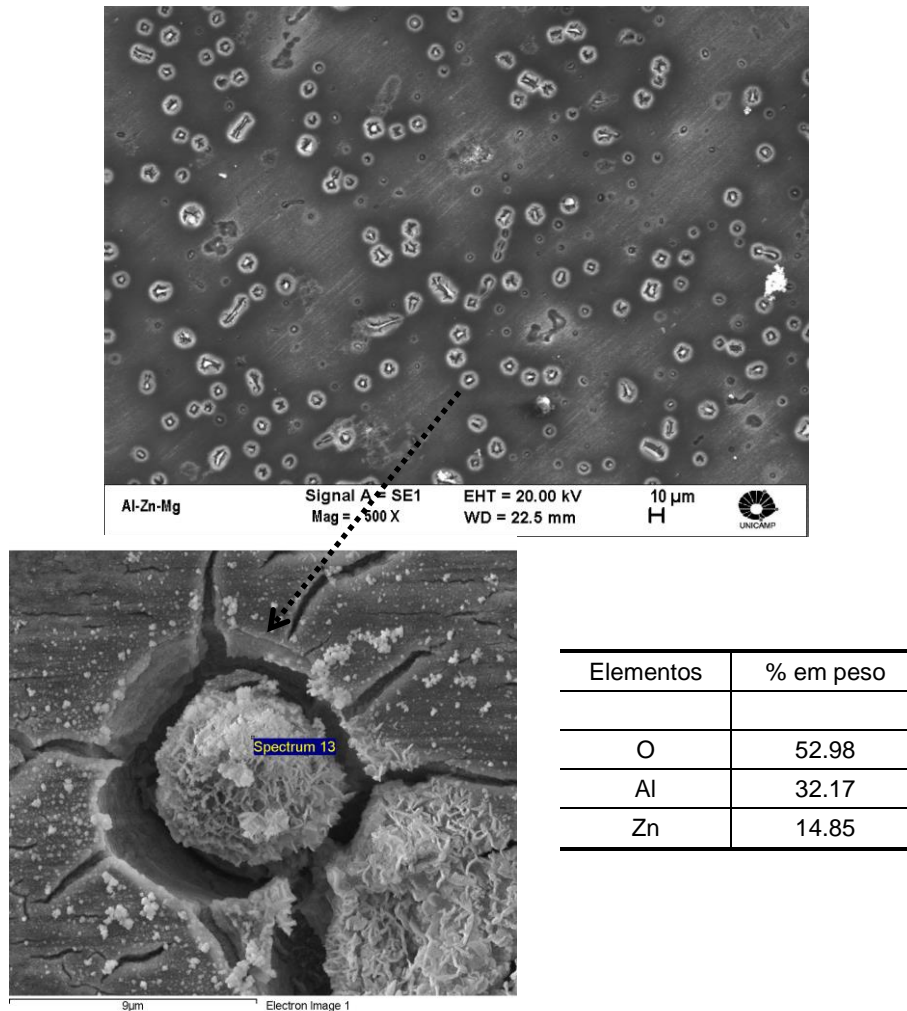 Al-Zn-Mg
Signal A = SE1
EHT = 20.00 kV
10 µm
Mag = 500 X
WD = 22.5 mm
UNICAMP
Spectrum 13
9µm
Electron Image 1
Elementos % em peso
O 52.98
Al 32.17
Zn 14.85